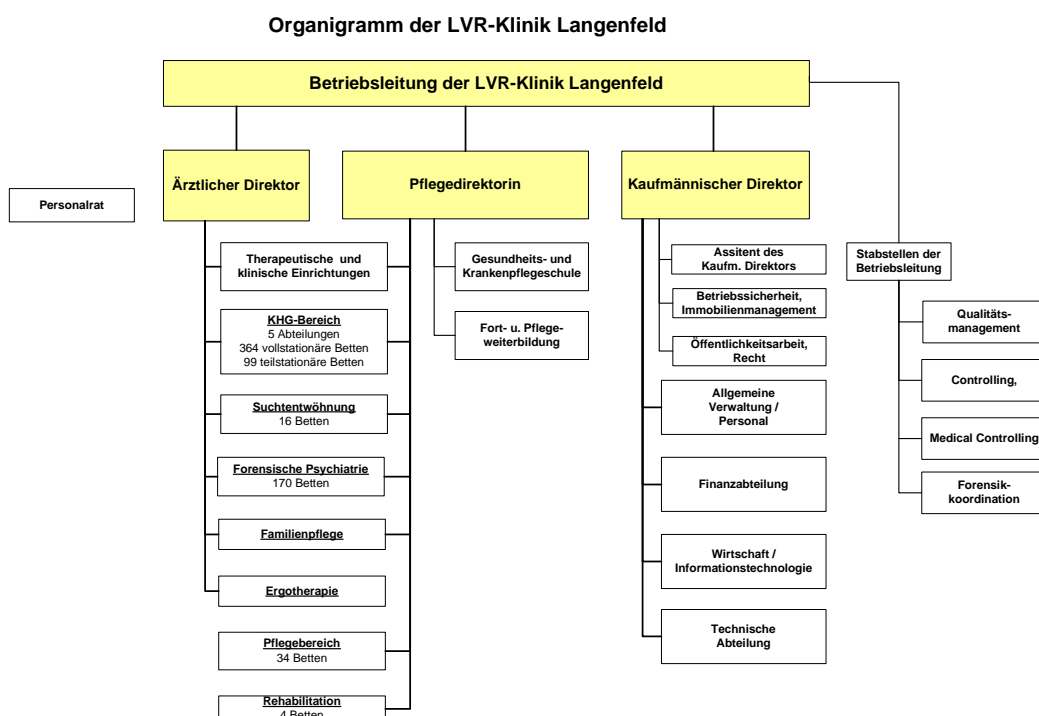 Organigramm der LVR-Klinik Langenfeld
Betriebsleitung der LVR-Klinik Langenfeld
Ärztlicher Direktor
Pflegedirektorin
Kaufmännischer Direktor
Personalrat
Therapeutische und
klinische Einrichtungen
KHG-Bereich
5 Abteilungen
364 vollstationäre Betten
99 teilstationäre Betten
Suchtentwöhnung
16 Betten
Forensische Psychiatrie
170 Betten
Familienpflege
Ergotherapie
Pflegebereich
34 Betten
Rehabilitation
4 Betten
Gesundheits- und
Krankenpflegeschule
Fort- u. Pflege-
weiterbildung
Assitent des
Kaufm. Direktors
Betriebssicherheit,
Immobilienmanagement
Öffentlichkeitsarbeit,
Recht
Allgemeine
Verwaltung /
Personal
Finanzabteilung
Wirtschaft /
Informationstechnologie
Technische
Abteilung
Stabstellen der
Betriebsleitung
Qualitäts-
management
Controlling,
Medical Controlling
Forensik-
koordination